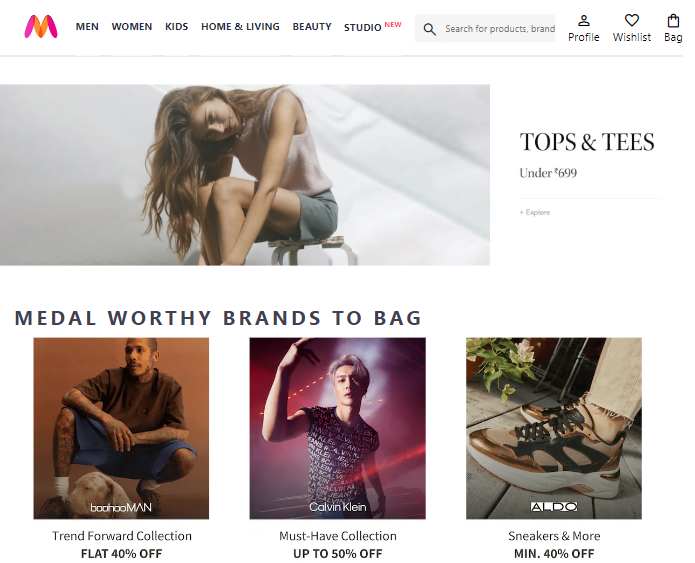 MEN WOMEN KIDS HOME & LIVING BEAUTY STUDIO NEW
Search for products, brand
Profile Wishlist Bag
TOPS & TEES
Under ₹699
+ Explore
MEDAL WORTHY BRANDS TO BAG
boohooMAN
Calvin Klein
ALDO
Trend Forward Collection
FLAT 40% OFF
Must-Have Collection
UP TO 50% OFF
Sneakers & More
MIN. 40% OFF